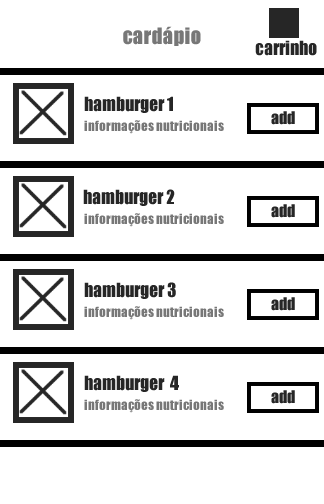 cardápio
carrinho
hamburger 1
informações nutricionais
add
hamburger 2
informações nutricionais
add
hamburger 3
informações nutricionais
add
hamburger 4
informações nutricionais
add